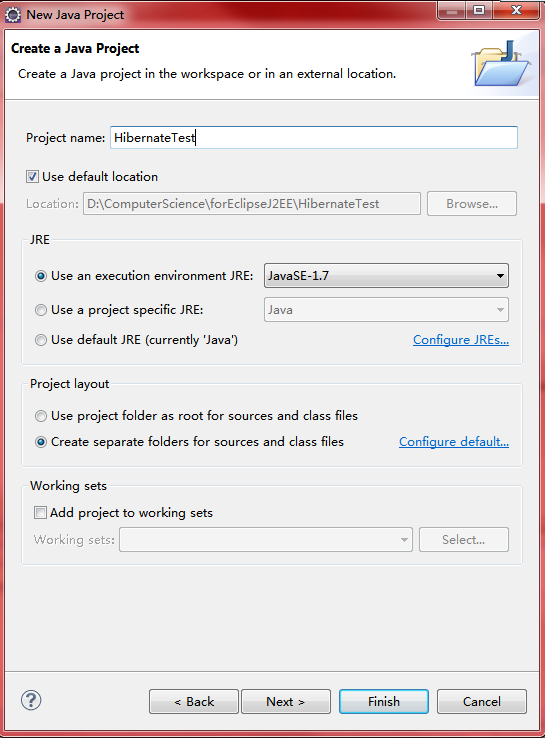 New Java Project
Create a Java Project
Create a Java project in the workspace or in an external location.
Project name: HibernateTest
Use default location
Location: D:\ComputerScience\forEclipseJ2EE\HibernateTest Browse...
JRE
Use an execution environment JRE: JavaSE-1.7
Use a project specific JRE: Java
Use default JRE (currently 'Java') Configure JREs...
Project layout
Use project folder as root for sources and class files
Create separate folders for sources and class files Configure default...
Working sets
Add project to working sets
Working sets: Select...
? < Back Next > Finish Cancel